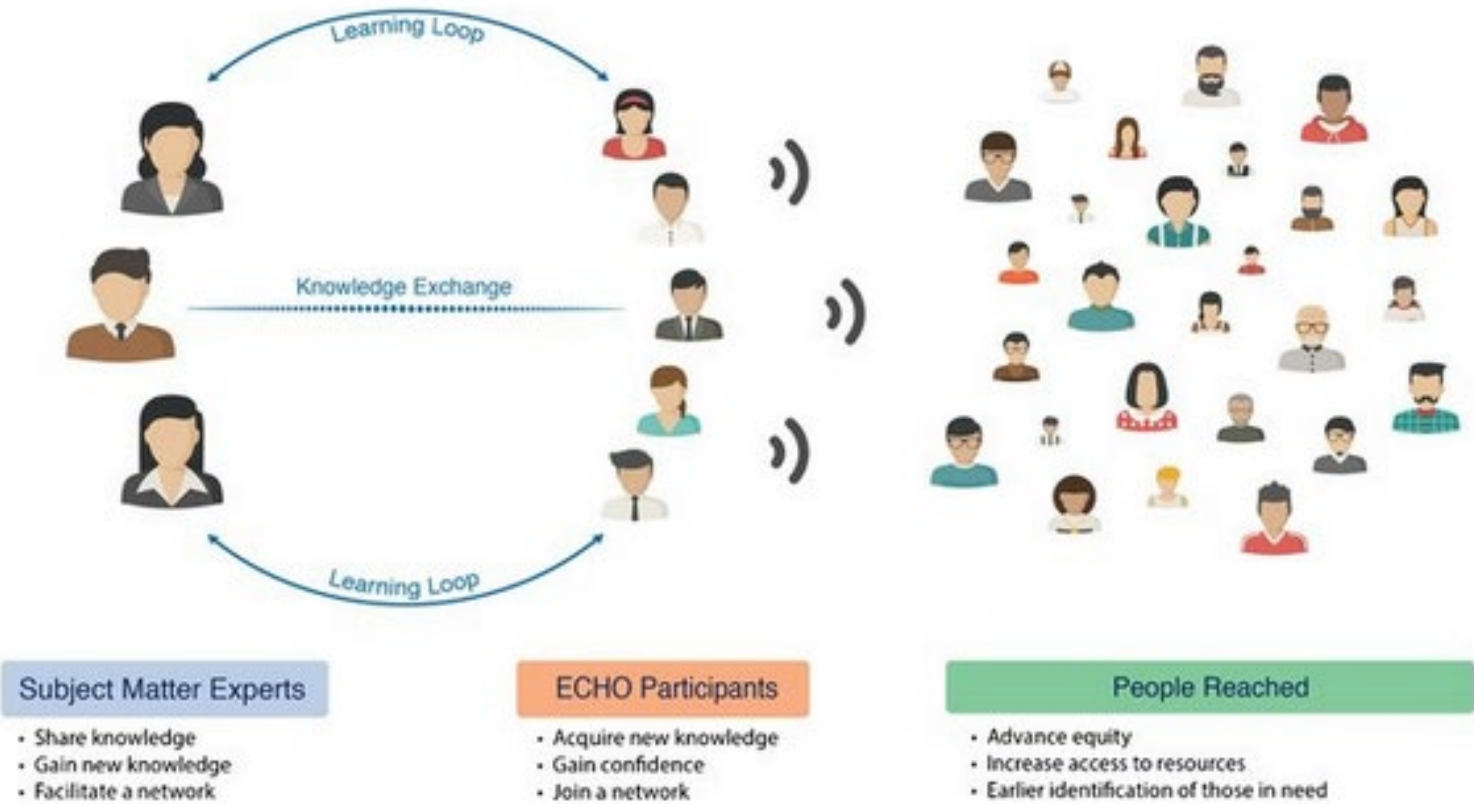 Learning Loop
Knowledge Exchange
Learning Loop
Subject Matter Experts
• Share knowledge
• Gain new knowledge
• Facilitate a network
ECHO Participants
• Acquire new knowledge
• Gain confidence
• Join a network
People Reached
• Advance equity
• Increase access to resources
• Earlier identification of those in need